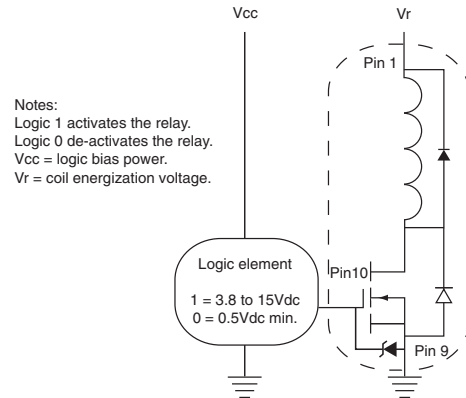 Vcc
Vr
Pin 1
Notes:
Logic 1 activates the relay.
Logic 0 de-activates the relay.
Vcc = logic bias power.
Vr = coil energization voltage.
Logic element
1 = 3.8 to 15Vdc
0 = 0.5Vdc min.
Pin10
Pin 9